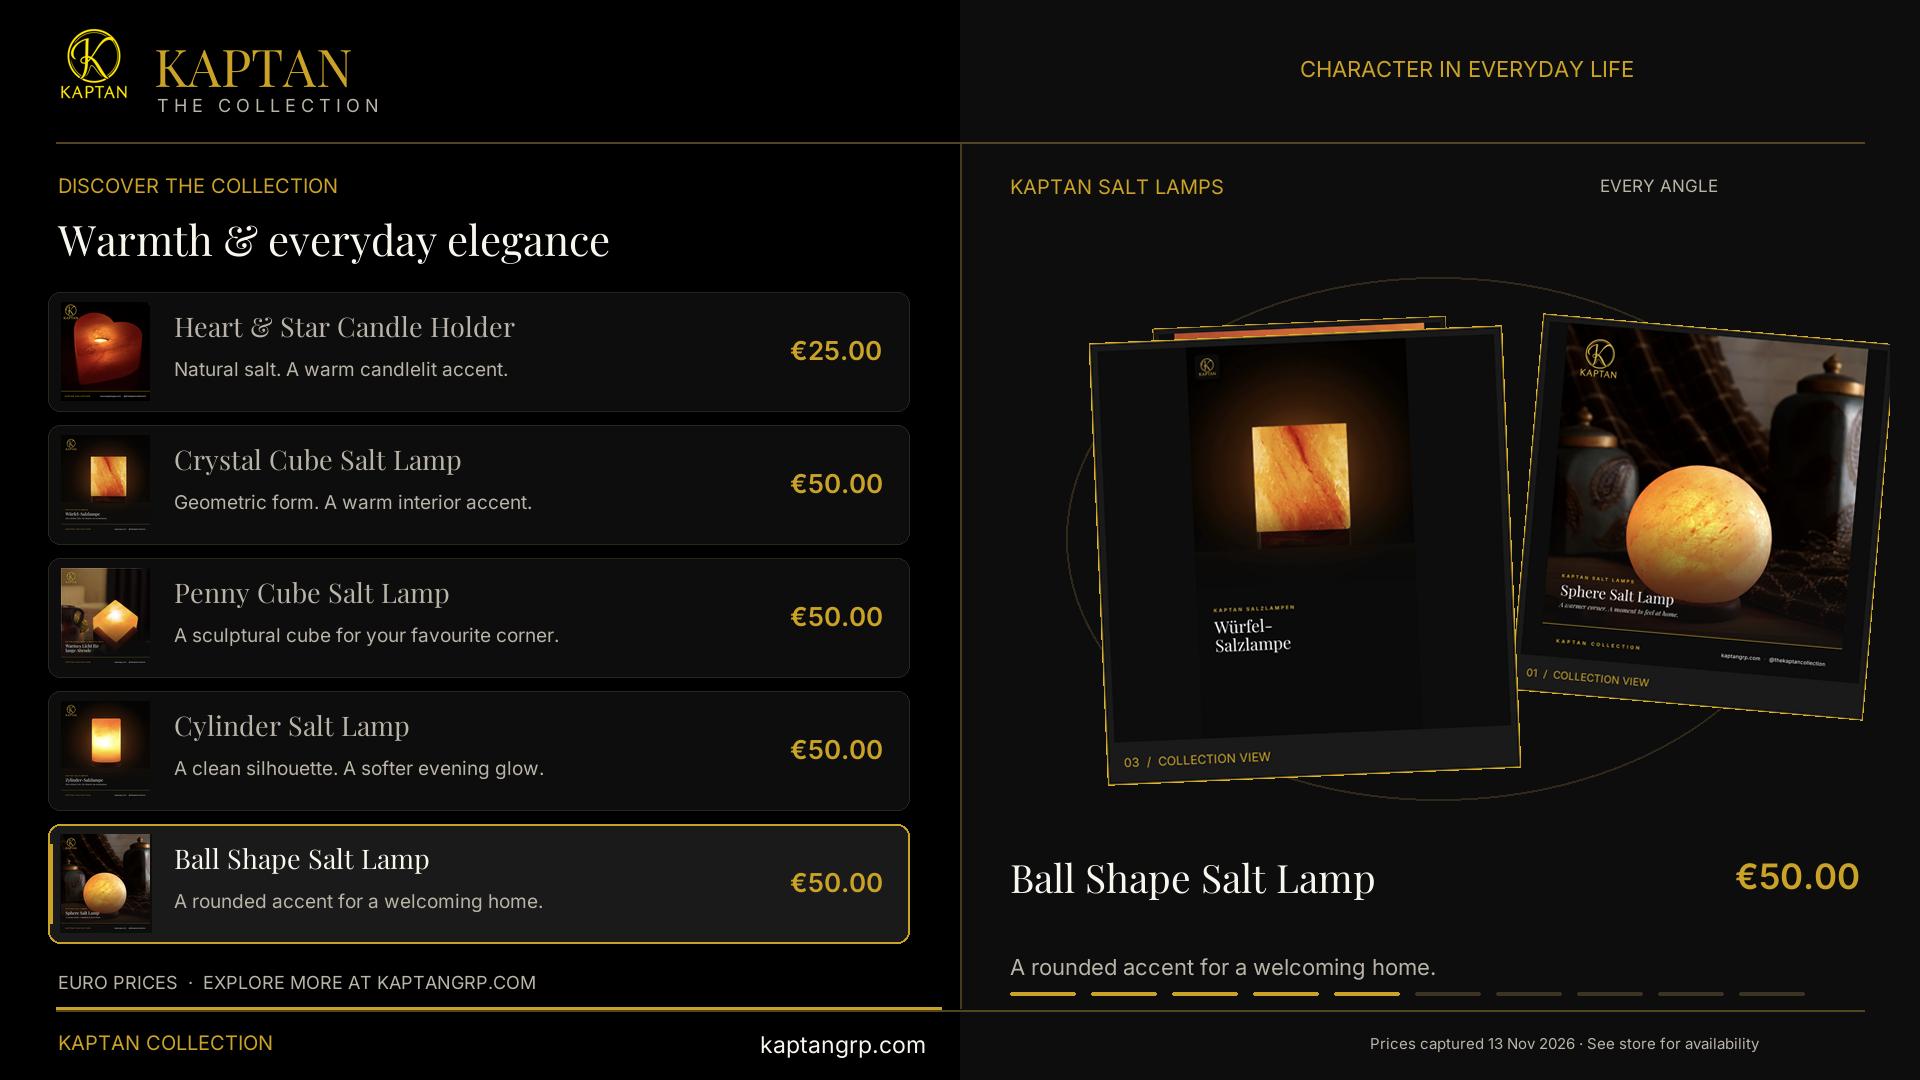 KAPTAN
KAPTAN
THE COLLECTION
CHARACTER IN EVERYDAY LIFE
DISCOVER THE COLLECTION
Warmth & everyday elegance
Heart & Star Candle Holder
Natural salt. A warm candlelit accent.
€25.00
Crystal Cube Salt Lamp
Geometric form. A warm interior accent.
€50.00
Penny Cube Salt Lamp
A sculptural cube for your favourite corner.
€50.00
Cylinder Salt Lamp
A clean silhouette. A softer evening glow.
€50.00
Ball Shape Salt Lamp
A rounded accent for a welcoming home.
€50.00
EURO PRICES · EXPLORE MORE AT KAPTANGRP.COM
KAPTAN SALT LAMPS
EVERY ANGLE
KAPTAN SALZLAMPEN
Würfel-
Salzlampe
03 / COLLECTION VIEW
KAPTAN
KAPTAN SALT LAMPS
Sphere Salt Lamp
A warmer corner. A moment to feel at home.
KAPTAN COLLECTION
kaptangrp.com · @thekaptancollection
01 / COLLECTION VIEW
Ball Shape Salt Lamp
€50.00
A rounded accent for a welcoming home.
KAPTAN COLLECTION
kaptangrp.com
Prices captured 13 Nov 2026 · See store for availability